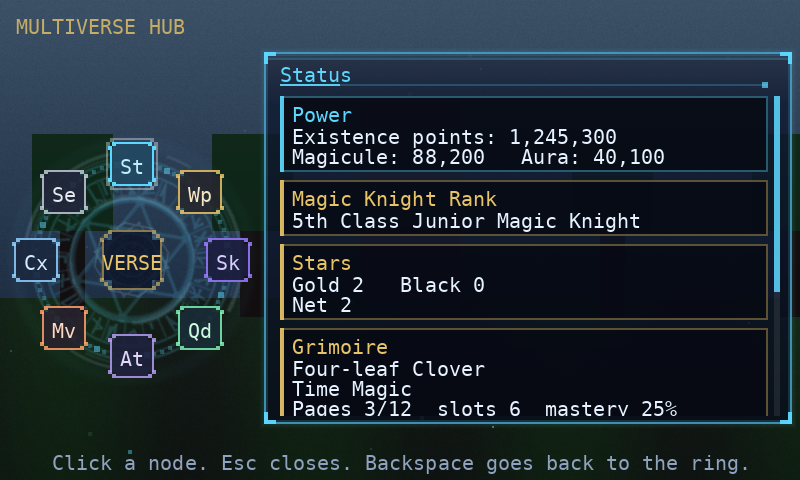 MULTIVERSE HUB
St
Se
Wp
Cx
VERSE
Sk
Mv
Qd
At
Status
Power
Existence points: 1,245,300
Magicule: 88,200   Aura: 40,100
Magic Knight Rank
5th Class Junior Magic Knight
Stars
Gold 2   Black 0
Net 2
Grimoire
Four-leaf Clover
Time Magic
Pages 3/12  slots 6  mastery 25%
Click a node. Esc closes. Backspace goes back to the ring.